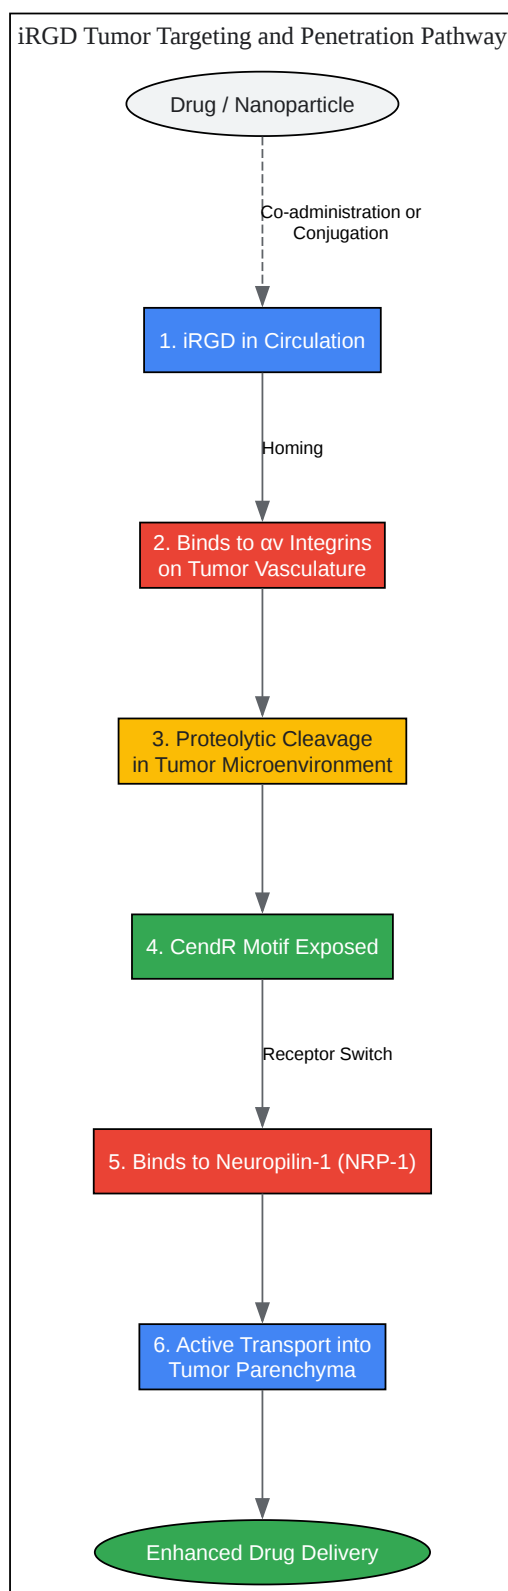 iRGD Tumor Targeting and Penetration Pathway
Drug / Nanoparticle
Co-administration or
Conjugation
1. iRGD in Circulation
Homing
2. Binds to αv Integrins
on Tumor Vasculature
3. Proteolytic Cleavage
in Tumor Microenvironment
4. CendR Motif Exposed
Receptor Switch
5. Binds to Neuropilin-1 (NRP-1)
6. Active Transport into
Tumor Parenchyma
Enhanced Drug Delivery